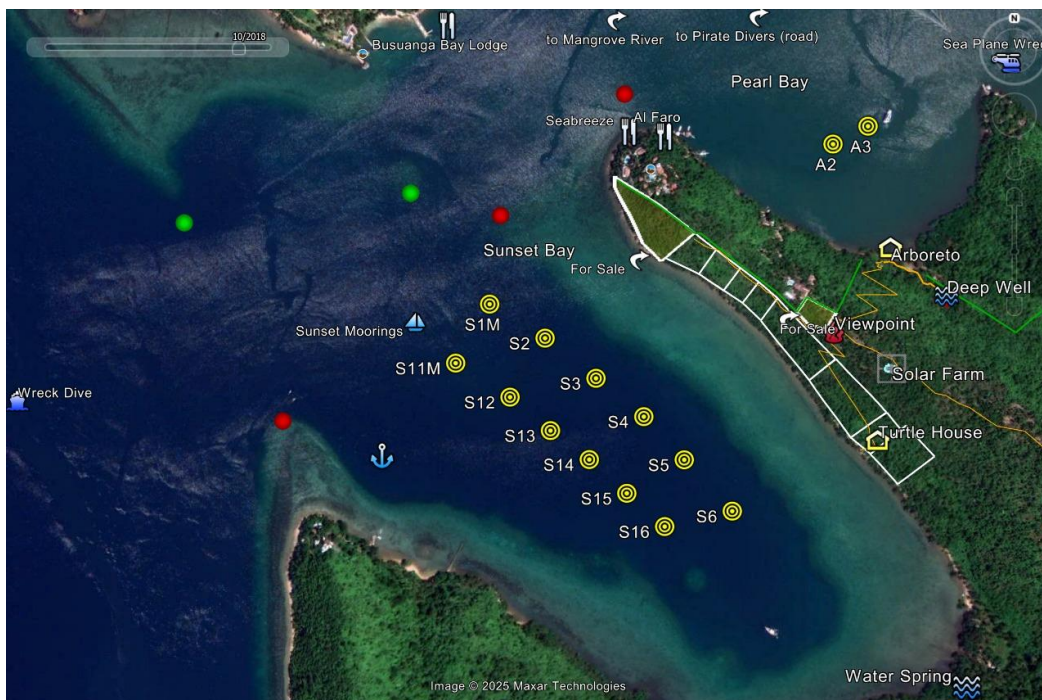 10/2018
Busuanga Bay Lodge
to Mangrove River
to Pirate Divers (road)
N
Sea Plane Wrec
Pearl Bay
Seabreeze
Al Faro
A3
A2
Sunset Bay
For Sale
Arboreto
Deep Well
S1M
Sunset Moorings
S2
For Sale
Viewpoint
S11M
S3
Solar Farm
Wreck Dive
S12
S4
S13
Turtle House
S14
S5
S15
S6
S16
Water Spring
Image © 2025 Maxar Technologies